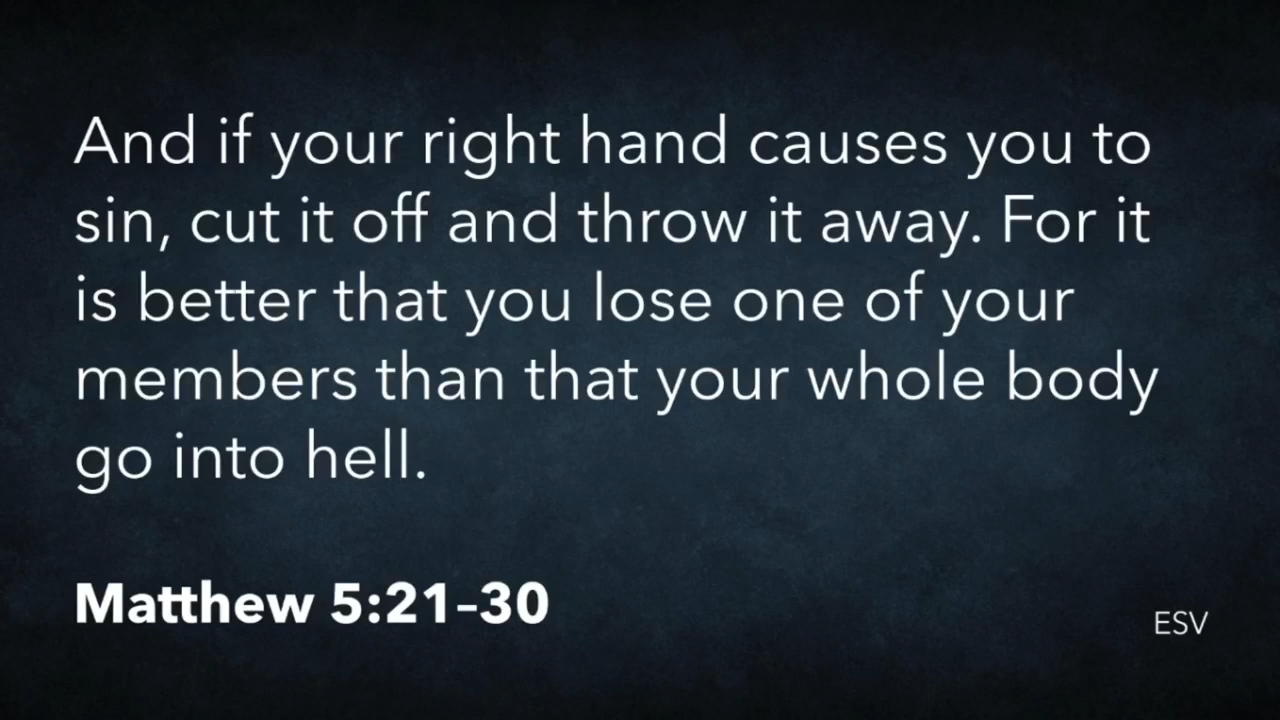 And if your right hand causes you to
sin, cut it off and throw it away. For it
is better that you lose one of your
members than that your whole body
go into hell.
Matthew 5:21–30
ESV